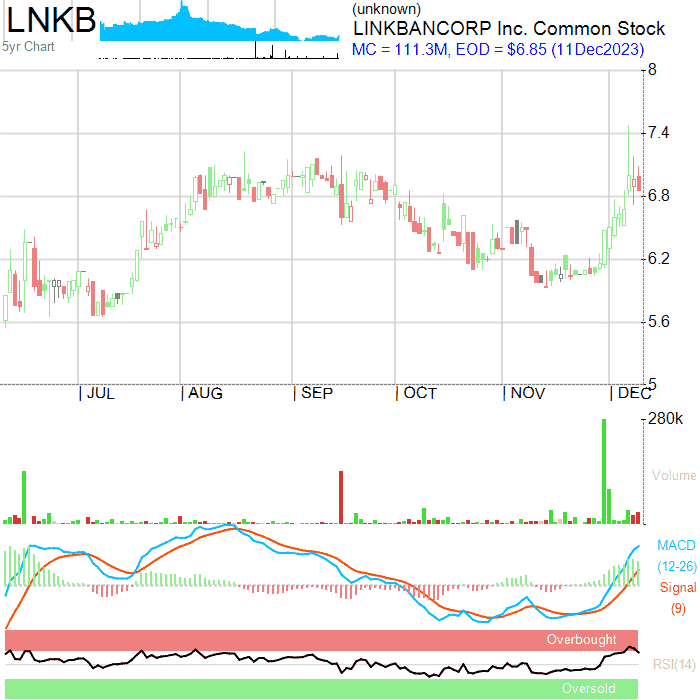 LNKB
5yr Chart
(unknown)
LINKBANCORP Inc. Common Stock
MC = 111.3M, EOD = $6.85 (11Dec2023)
8
7.4
6.8
6.2
5.6
5
| JUL | AUG | SEP | OCT | NOV | DEC
280k
Volume
MACD
(12-26)
Signal
(9)
Overbought
RSI(14)
Oversold